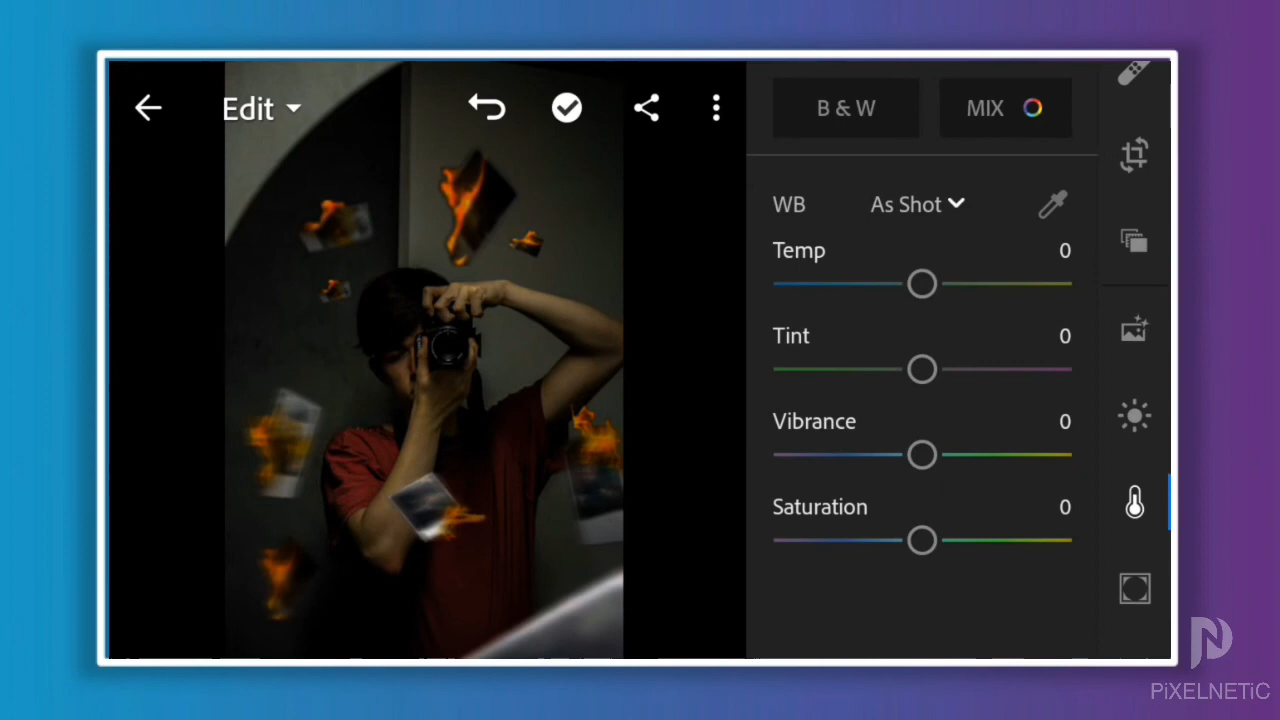 Edit
B & W
MIX
WB
As Shot
Temp
0
Tint
0
Vibrance
0
Saturation
0
PiXELNETiC